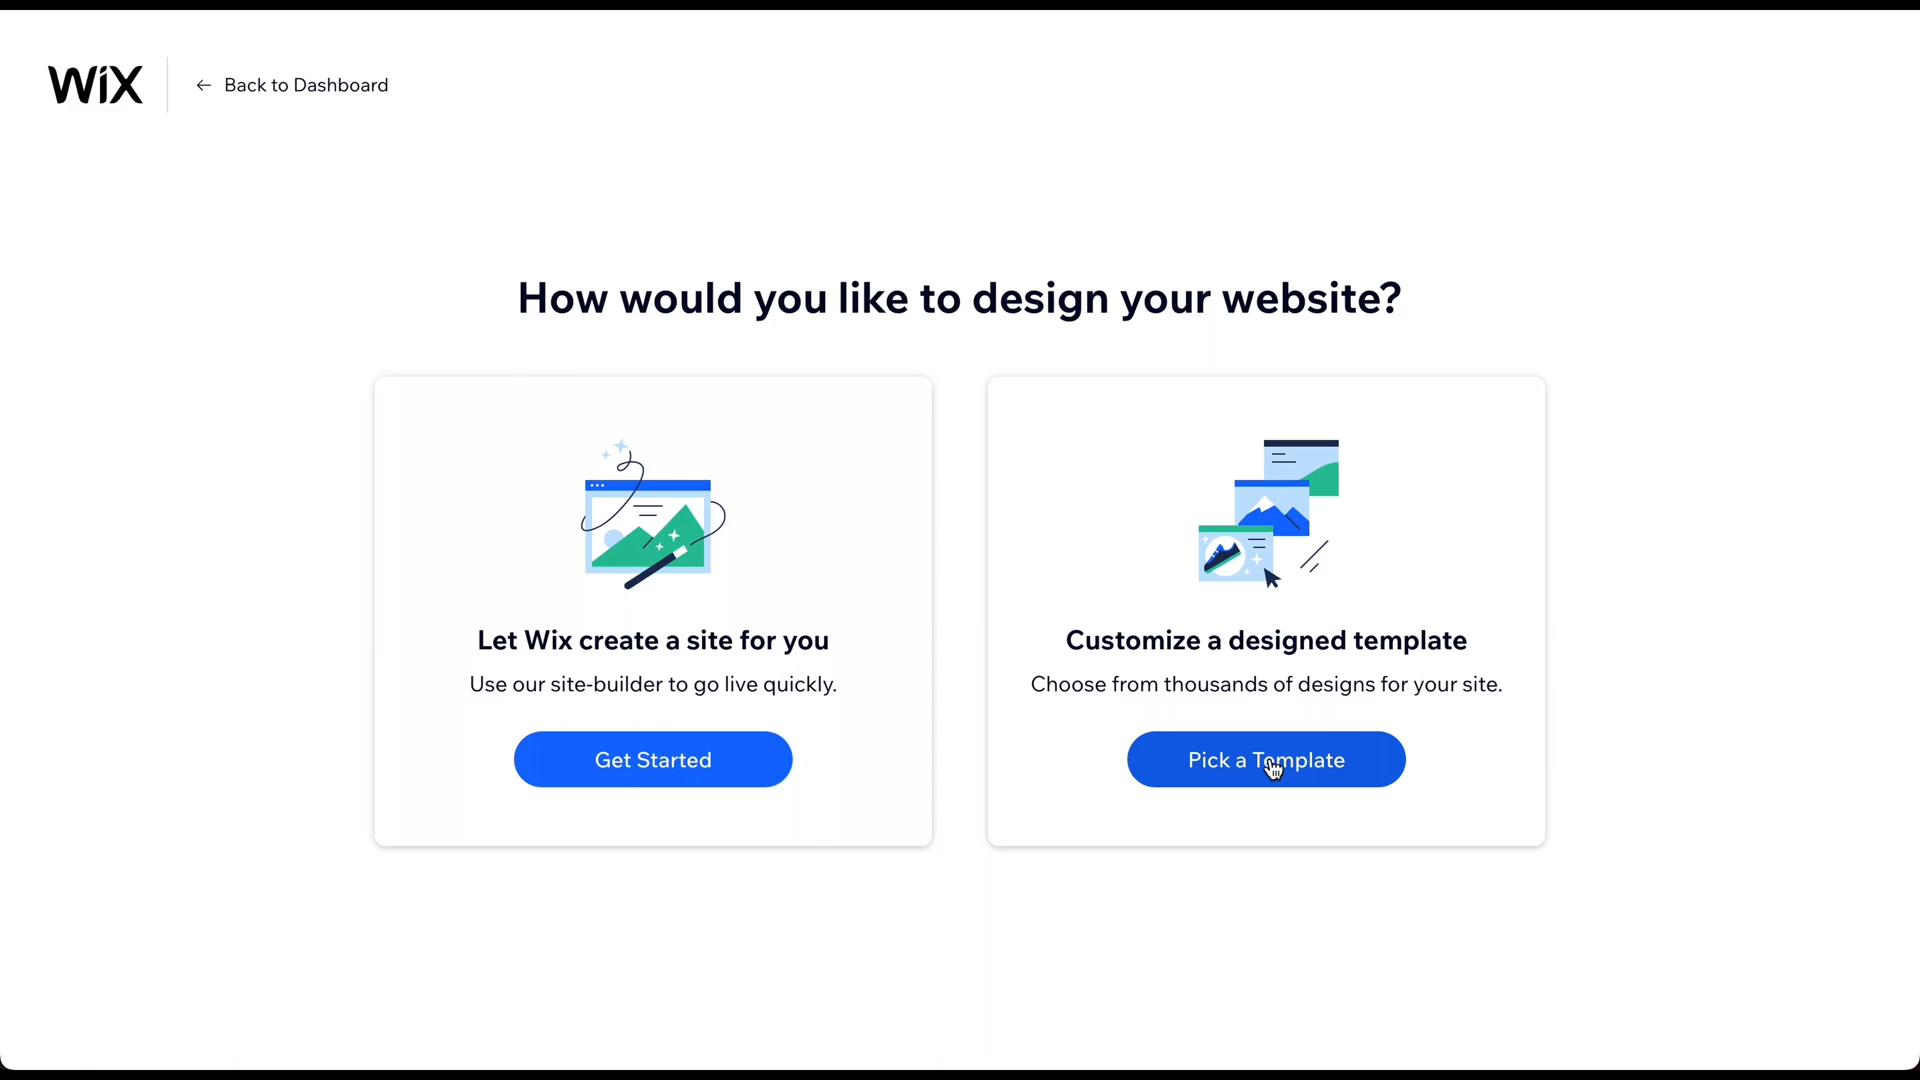 WiX
Back to Dashboard
How would you like to design your website?
Let Wix create a site for you
Use our site-builder to go live quickly.
Get Started
Customize a designed template
Choose from thousands of designs for your site.
Pick a Template